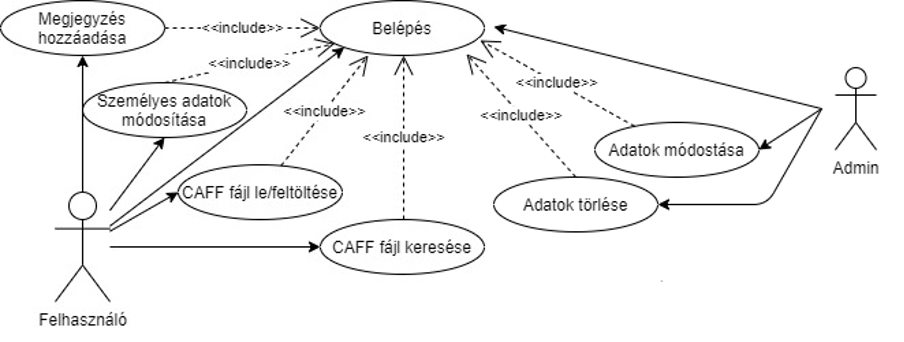 Megjegyzés
hozzáadása
<<include>>
Belépés
<<include>>
Személyes adatok
módosítása
<<include>>
<<include>>
<<include>>
<<include>>
Adatok módostása
Admin
CAFF fájl le/feltöltése
Adatok törlése
CAFF fájl keresése
Felhasználó